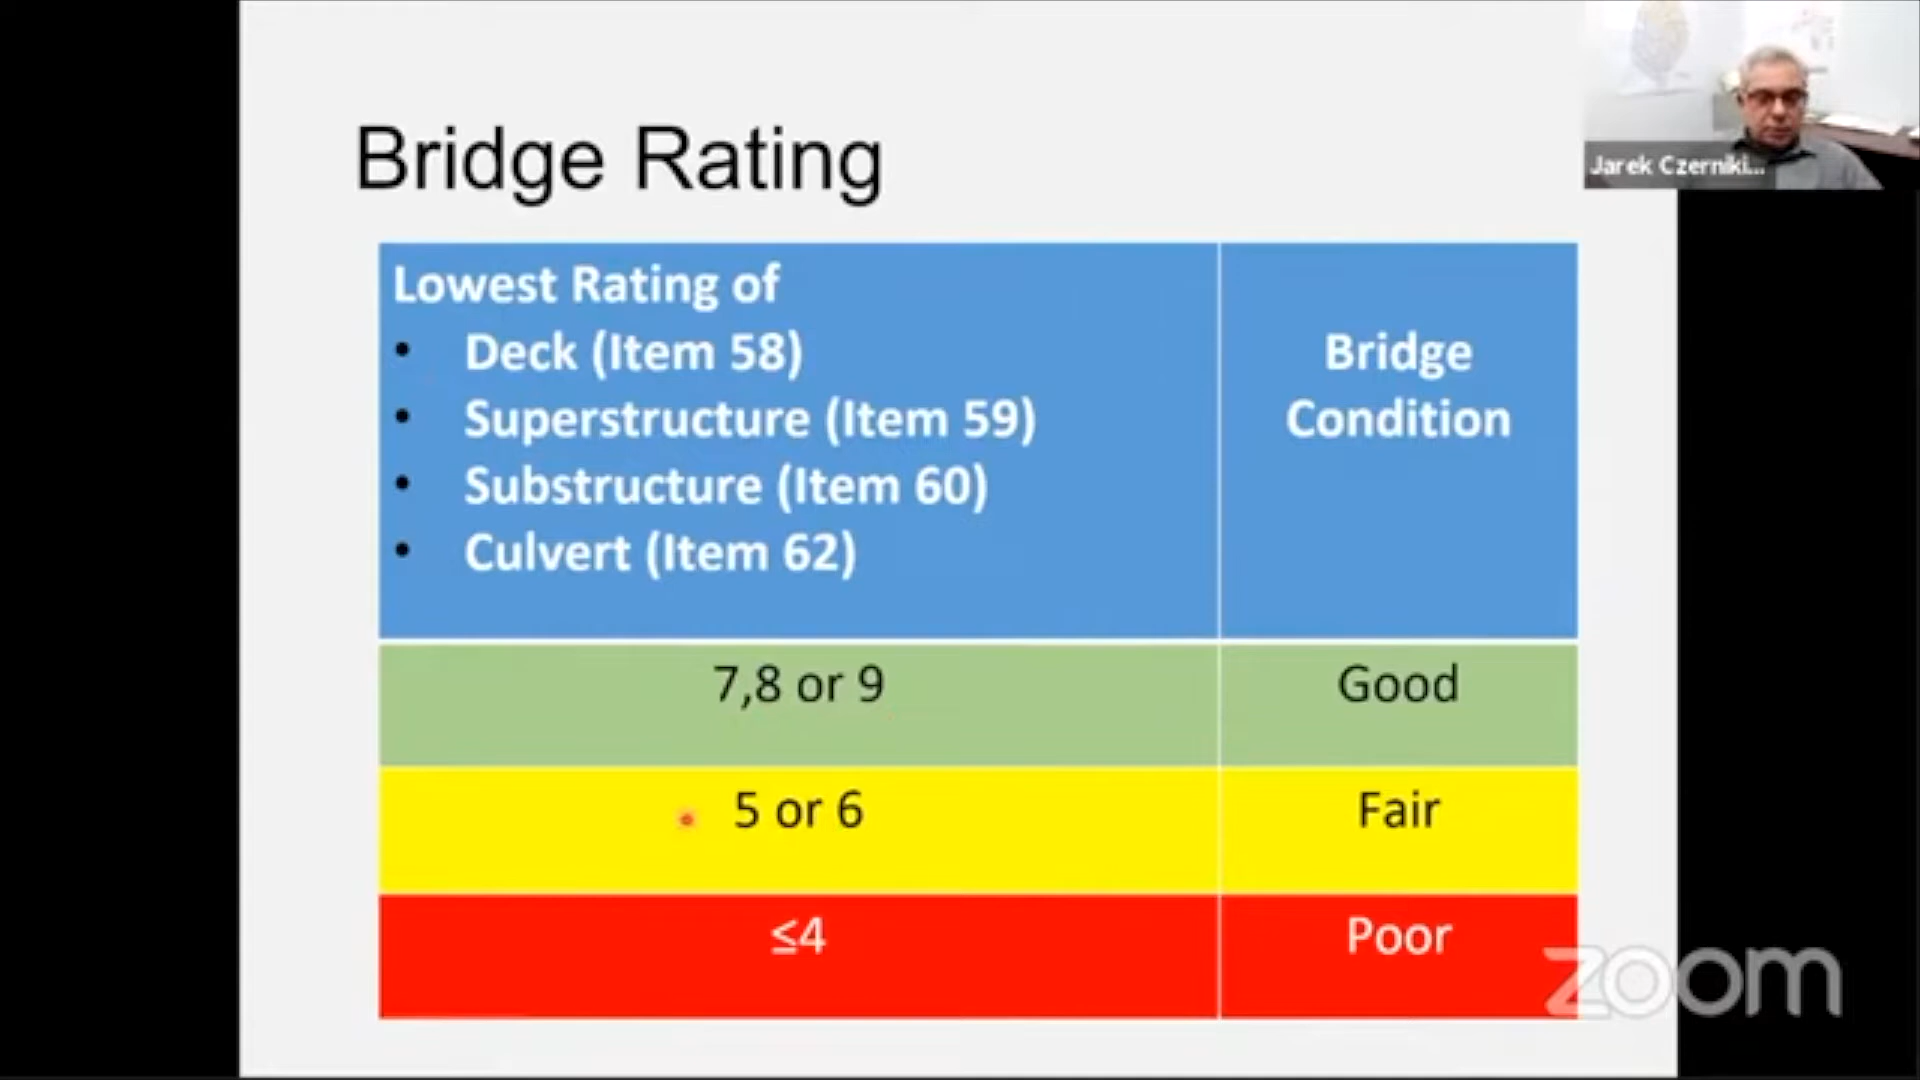 Bridge Rating
Jarek Czerniki...
Lowest Rating of
• Deck (Item 58)
• Superstructure (Item 59)
• Substructure (Item 60)
• Culvert (Item 62)
Bridge
Condition
7,8 or 9
Good
5 or 6
Fair
≤4
Poor
zoom